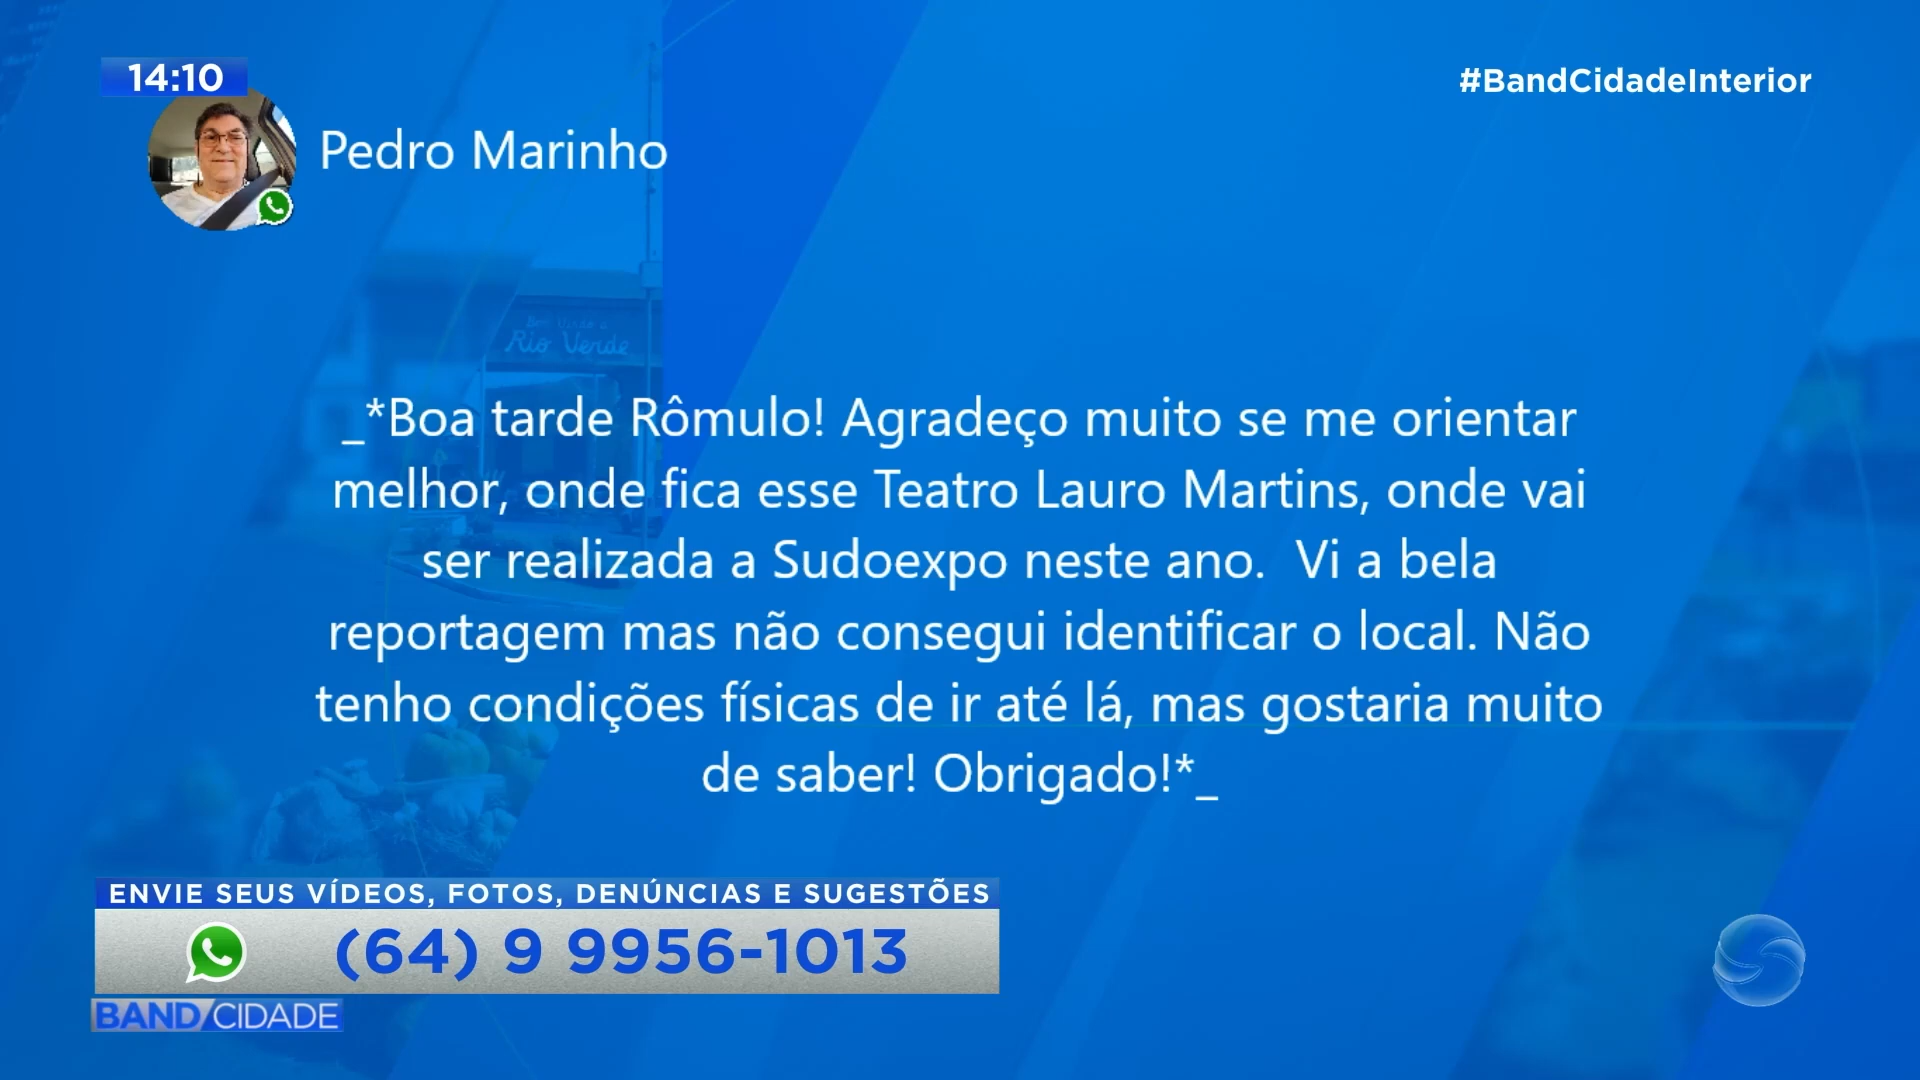 14:10
#BandCidadeInterior
Pedro Marinho
Rio Verde
_*Boa tarde Rômulo! Agradeço muito se me orientar
melhor, onde fica esse Teatro Lauro Martins, onde vai
ser realizada a Sudoexpo neste ano.  Vi a bela
reportagem mas não consegui identificar o local. Não
tenho condições físicas de ir até lá, mas gostaria muito
de saber! Obrigado!*_
ENVIE SEUS VÍDEOS, FOTOS, DENÚNCIAS E SUGESTÕES
(64) 9 9956-1013
BAND/CIDADE